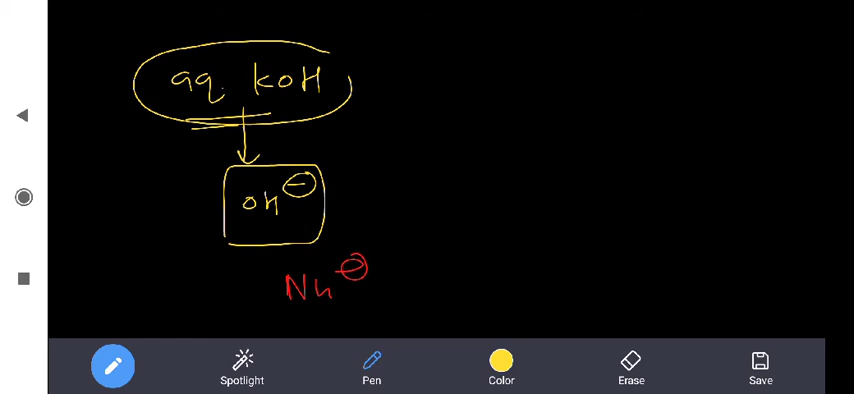 aq. KOH
OH⊖
Nu⊖
Spotlight Pen Color Erase Save